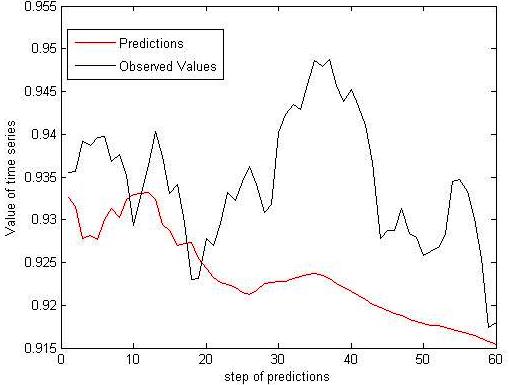 0.955
0.95
0.945
0.94
0.935
0.93
0.925
0.92
0.915
Value of time series
Predictions
Observed Values
0 10 20 30 40 50 60
step of predictions